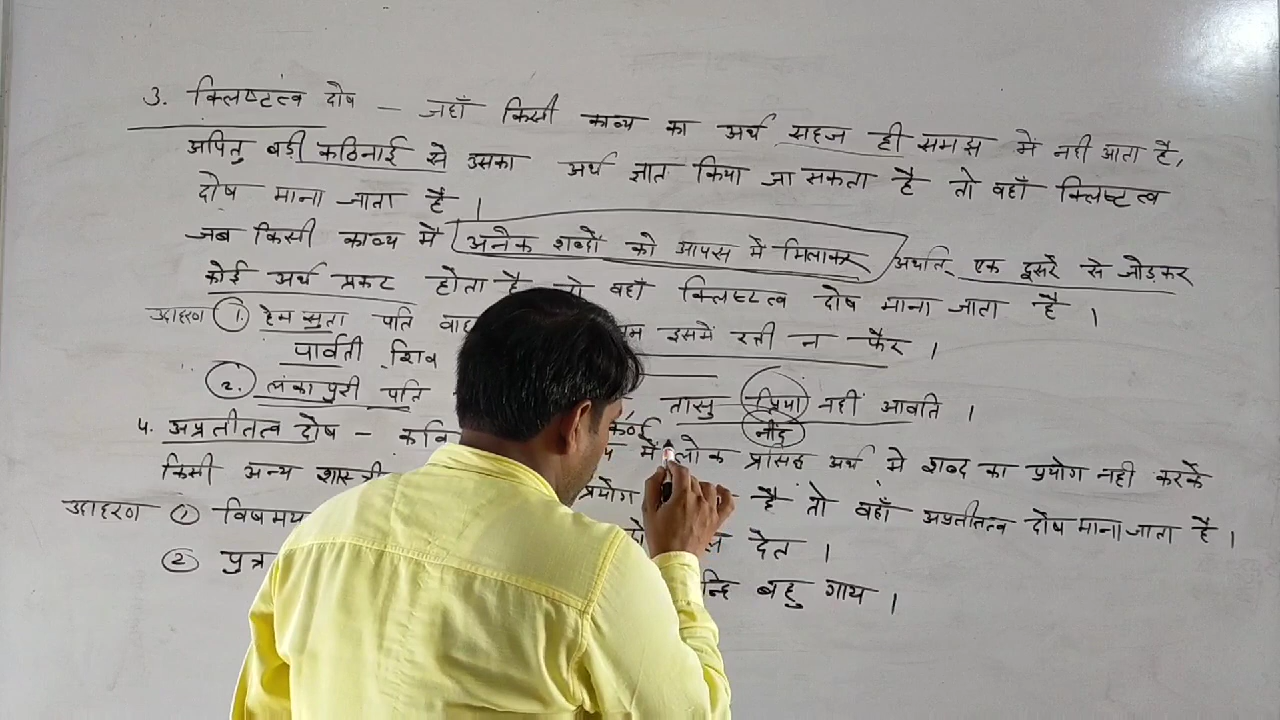 3. क्लिष्टत्व दोष – जहाँ किसी काव्य का अर्थ सहज ही समझ में नहीं आता है,
अपितु बड़ी कठिनाई से उसका अर्थ ज्ञात किया जा सकता है तो वहाँ क्लिष्टत्व
दोष माना जाता है ।
जब किसी काव्य में अनेक शब्दों को आपस में मिलाकर अर्थात् एक दूसरे से जोड़कर
कोई अर्थ प्रकट होता है तो वहाँ क्लिष्टत्व दोष माना जाता है ।
उदाहरण 1. हेम सुता पति इसमें रत्ती न फैर ।
पार्वती शिव
2. लंकापुरी पति तासु प्रिया नहीं आवति ।
नींद
4. अप्रतीतत्व दोष – में लोक प्रसिद्ध अर्थ में शब्द का प्रयोग नहीं करके
किसी अन्य प्रयोग है तो वहाँ अप्रतीतत्व दोष माना जाता है ।
उदाहरण 1 देत ।
2 पुत्र बहु गाय ।